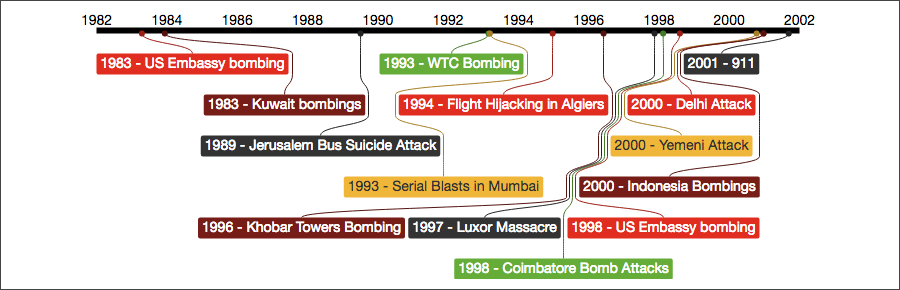 1982 1984 1986 1988 1990 1992 1994 1996 1998 2000 2002
1983 - US Embassy bombing
1993 - WTC Bombing
2001 - 911
1983 - Kuwait bombings
1994 - Flight Hijacking in Algiers
2000 - Delhi Attack
1989 - Jerusalem Bus Suicide Attack
2000 - Yemeni Attack
1993 - Serial Blasts in Mumbai
2000 - Indonesia Bombings
1996 - Khobar Towers Bombing
1997 - Luxor Massacre
1998 - US Embassy bombing
1998 - Coimbatore Bomb Attacks